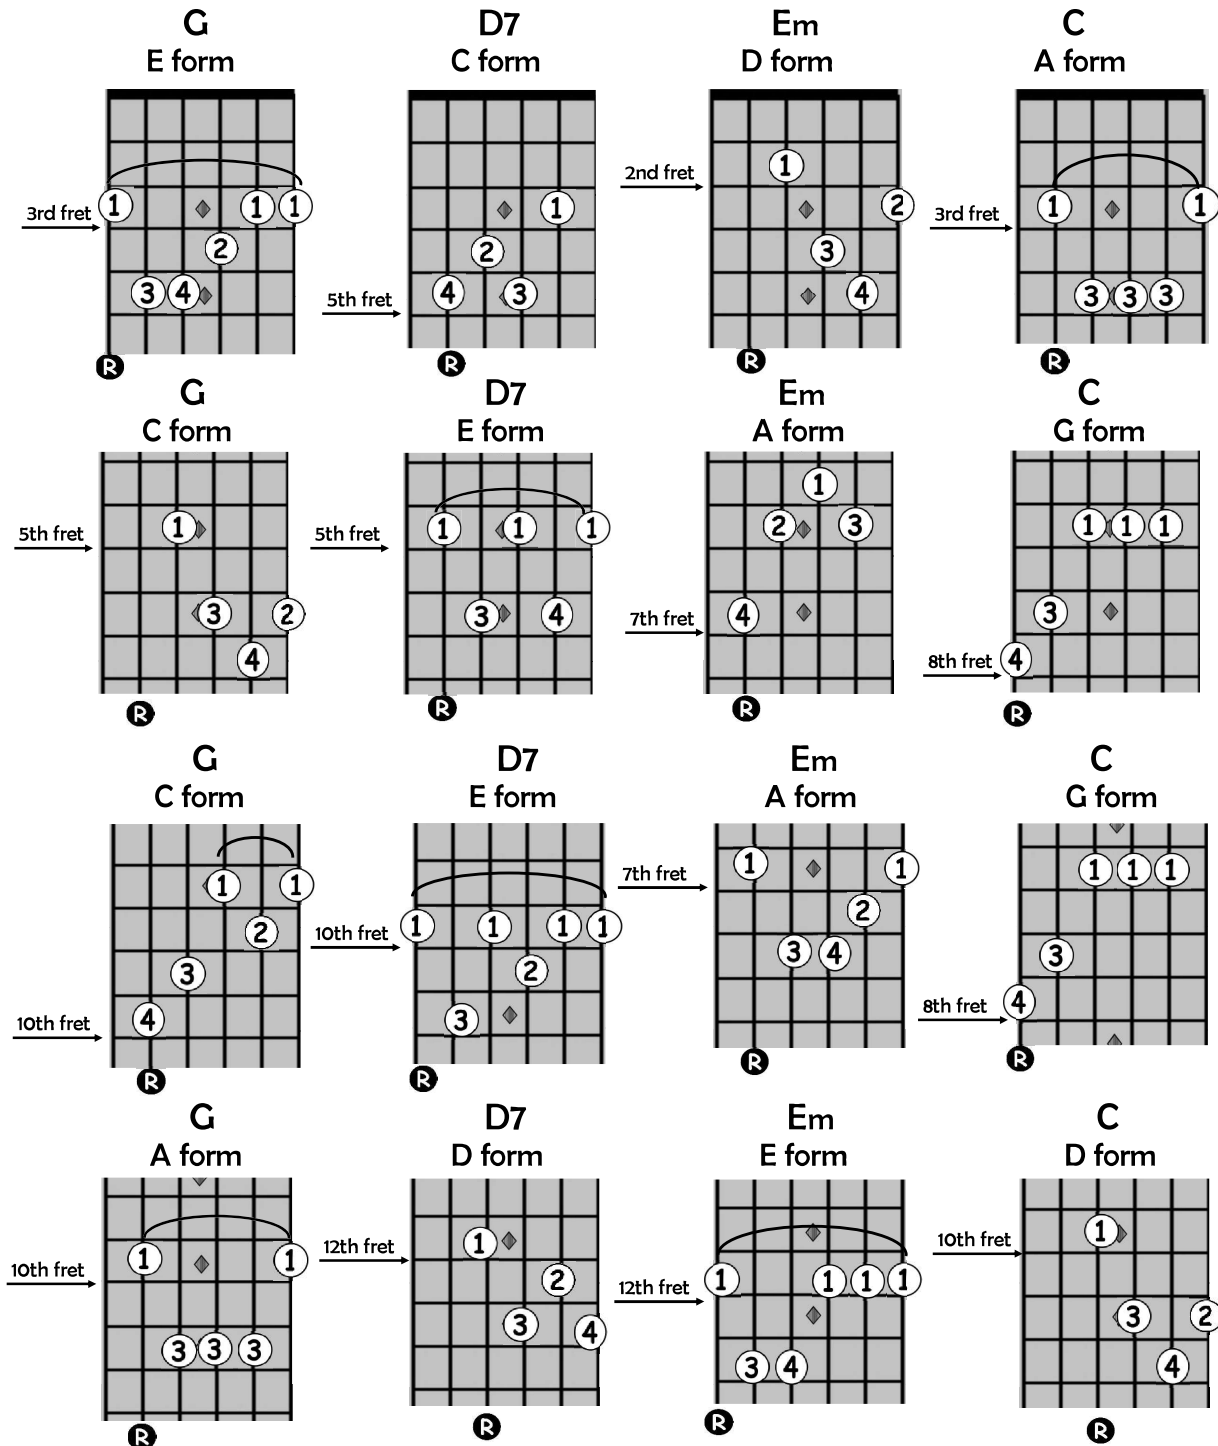 G D7 Em C
E form C form D form A form
1
2nd fret
3rd fret 1 1 1 1 2 3rd fret 1 1
2 2 3
3 4 5th fret 4 3 4 3 3 3
R R R R
G D7 Em C
C form E form A form G form
1
5th fret 1 5th fret 1 1 1 2 3 1 1 1
3 2 3 4 7th fret 4 3
4 8th fret 4
R R R R
G D7 Em C
C form E form A form G form
1 1 7th fret 1 1 1 1 1
2 10th fret 1 1 1 1 2
3 2 3 4 3
10th fret 4 3 8th fret 4
R R R R
G D7 Em C
A form D form E form D form
10th fret 1 1 12th fret 1 10th fret 1
2 12th fret 1 1 1 1
3 3 2
3 3 3 4 3 4 4
R R R R